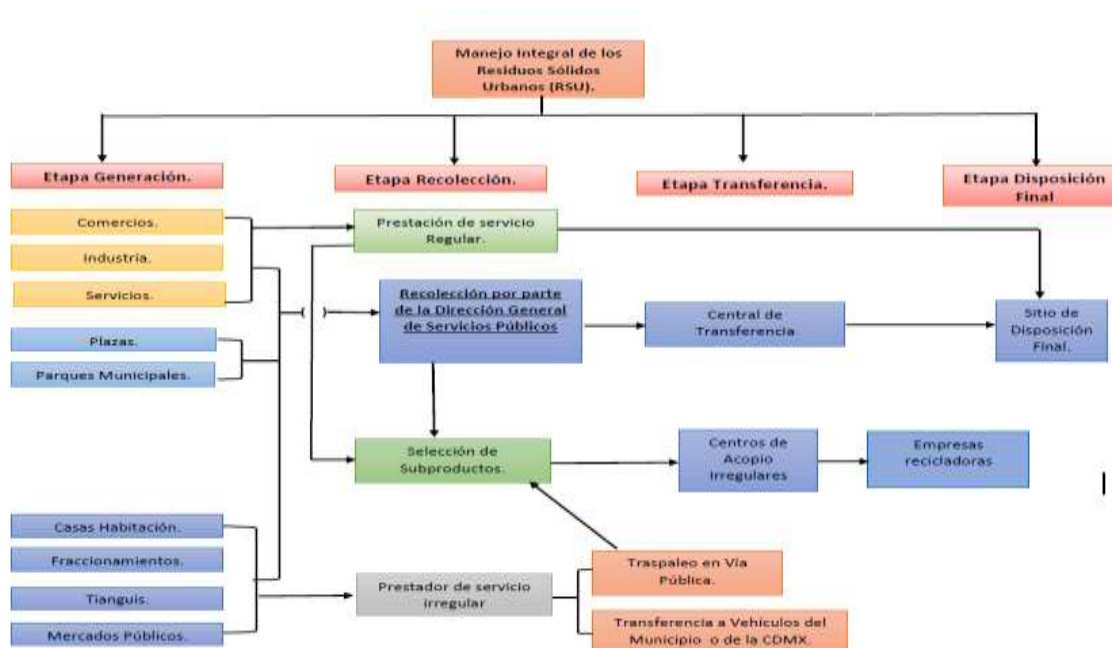 Manejo Integral de los
Residuos Sólidos
Urbanos (RSU).
Etapa Generación.
Etapa Recolección.
Etapa Transferencia.
Etapa Disposición
Final
Comercios.
Industria.
Servicios.
Plazas.
Parques Municipales.
Casas Habitación.
Fraccionamientos.
Tianguis.
Mercados Públicos.
Prestación de servicio
Regular.
Recolección por parte
de la Dirección General
de Servicios Públicos
Central de
Transferencia
Sitio de
Disposición
Final.
Selección de
Subproductos.
Centros de
Acopio
Irregulares
Empresas
recicladoras
Prestador de servicio
irregular
Traspaleo en Vía
Pública.
Transferencia a Vehículos del
Municipio o de la CDMX.